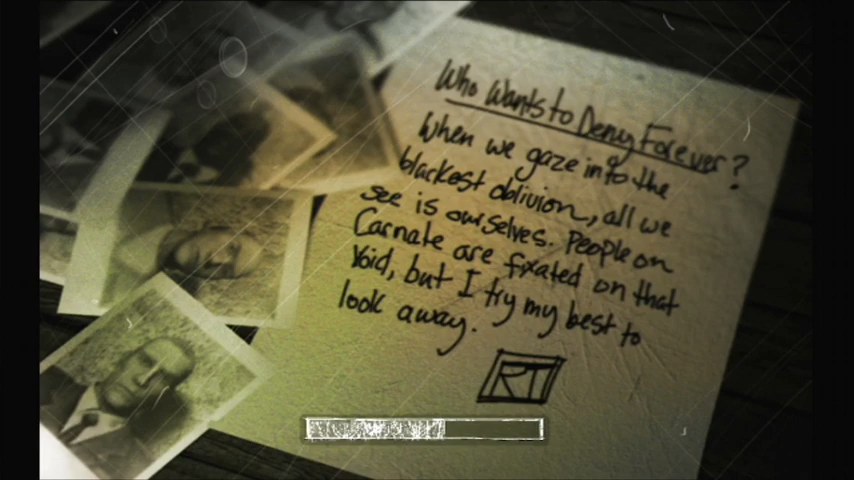 Who Wants to Deny Forever?
When we gaze into the
blackest oblivion, all we
see is ourselves. People on
Carnate are fixated on that
Void, but I try my best to
look away.
RT